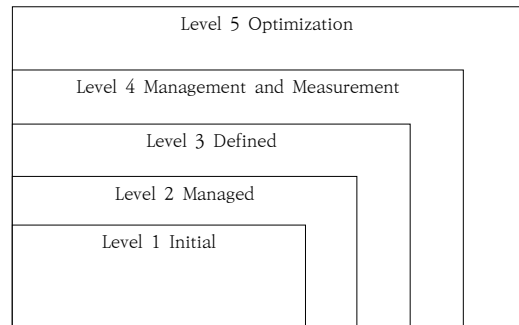 Level 5 Optimization
Level 4 Management and Measurement
Level 3 Defined
Level 2 Managed
Level 1 Initial